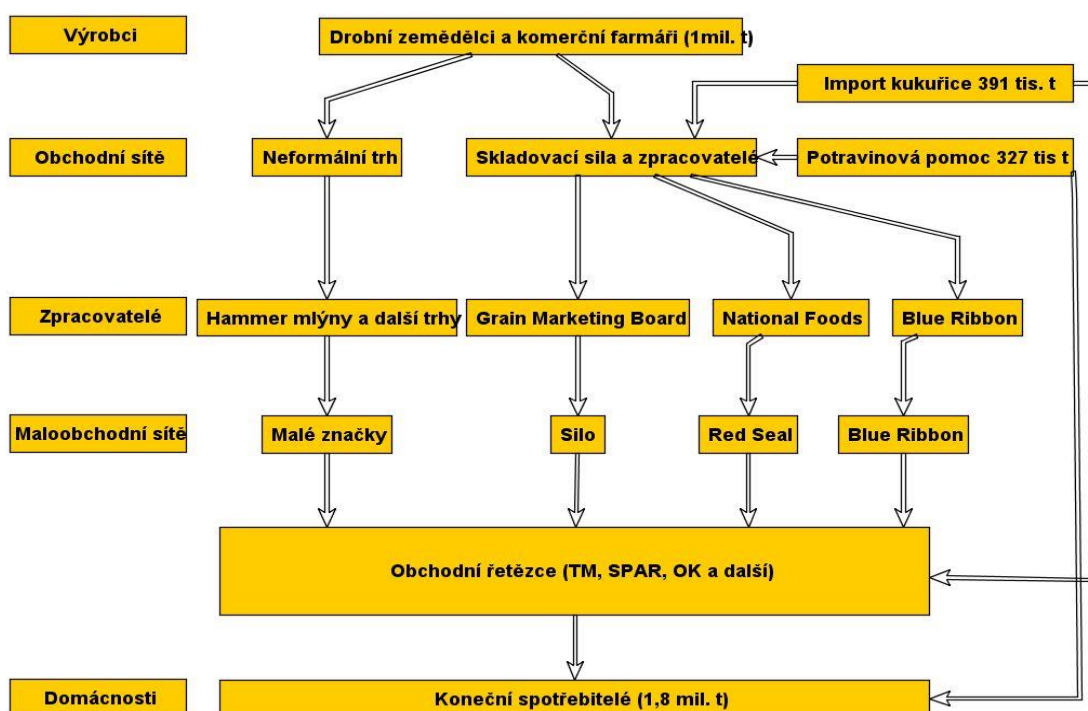 Výrobci
Drobní zemědělci a komerční farmáři (1mil. t)
Import kukuřice 391 tis. t
Obchodní sítě
Neformální trh
Skladovací sila a zpracovatelé
Potravinová pomoc 327 tis t
Zpracovatelé
Hammer mlýny a další trhy
Grain Marketing Board
National Foods
Blue Ribbon
Maloobchodní sítě
Malé značky
Silo
Red Seal
Blue Ribbon
Obchodní řetězce (TM, SPAR, OK a další)
Domácnosti
Koneční spotřebitelé (1,8 mil. t)